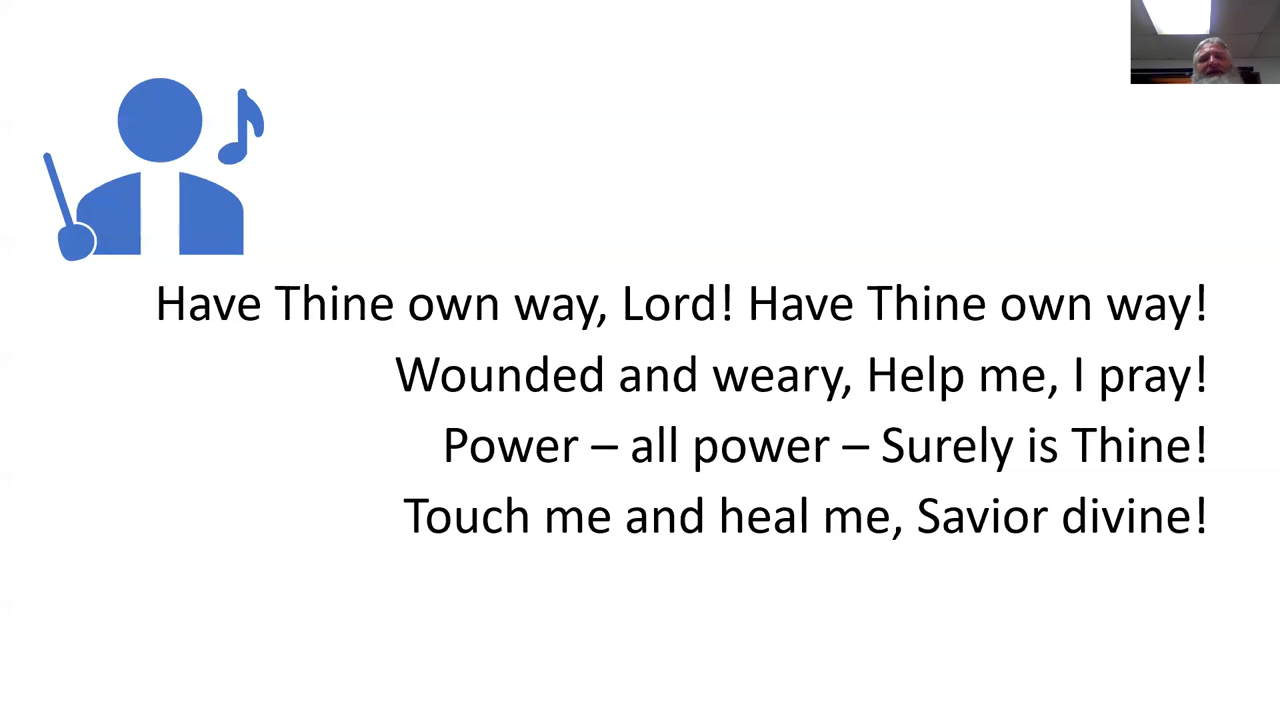 Have Thine own way, Lord! Have Thine own way!
Wounded and weary, Help me, I pray!
Power – all power – Surely is Thine!
Touch me and heal me, Savior divine!